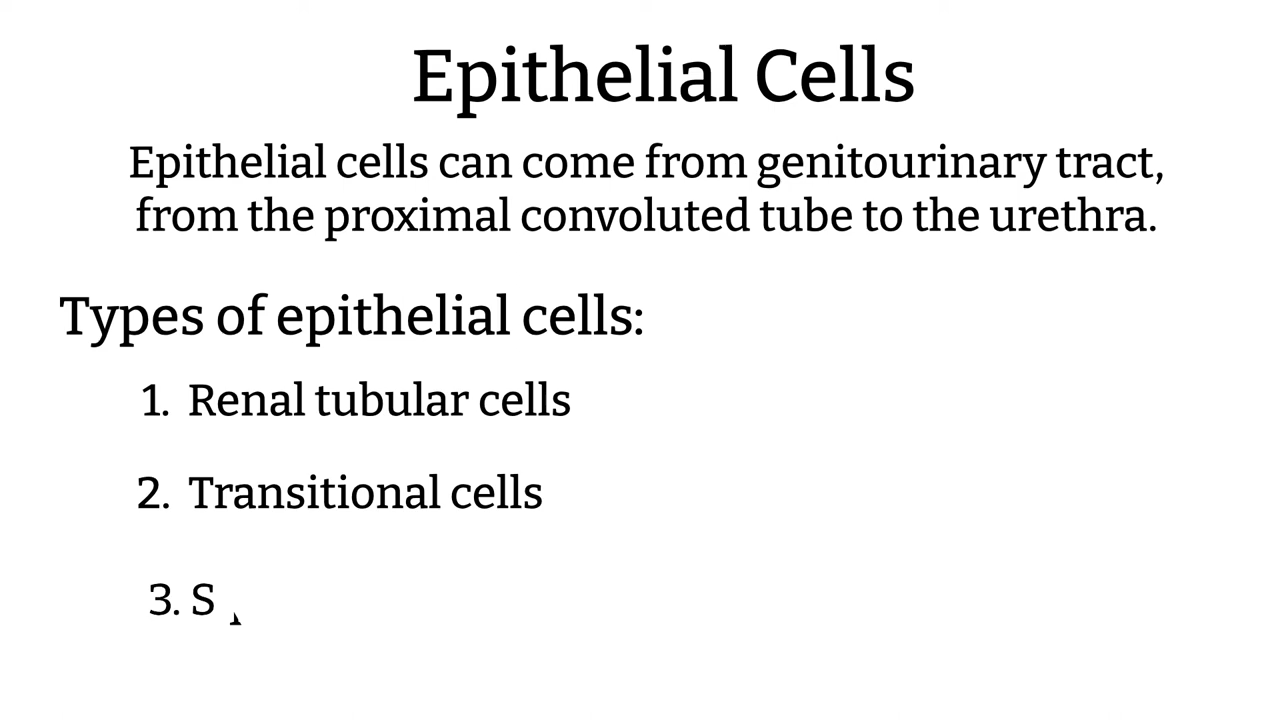 Epithelial Cells
Epithelial cells can come from genitourinary tract,
from the proximal convoluted tube to the urethra.
Types of epithelial cells:
1. Renal tubular cells
2. Transitional cells
3. S